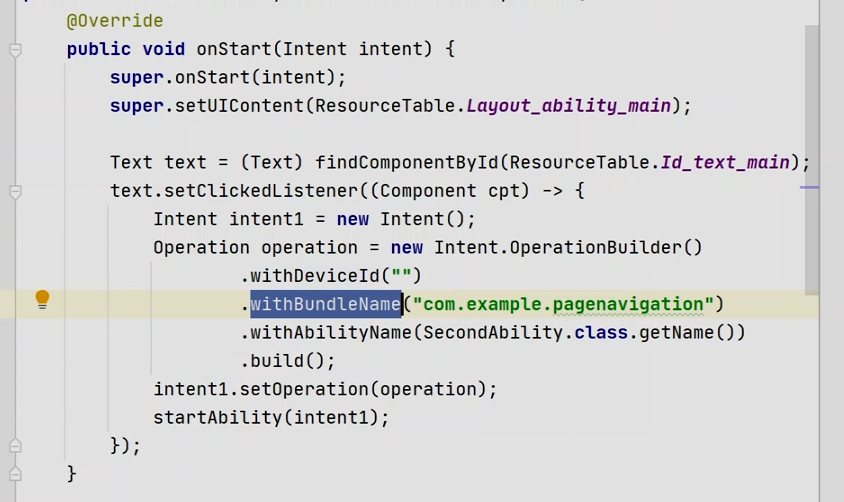 @Override
public void onStart(Intent intent) {
super.onStart(intent);
super.setUIContent(ResourceTable.Layout_ability_main);
Text text = (Text) findComponentById(ResourceTable.Id_text_main);
text.setClickedListener((Component cpt) -> {
Intent intent1 = new Intent();
Operation operation = new Intent.OperationBuilder()
.withDeviceId("")
.withBundleName("com.example.pagenavigation")
.withAbilityName(SecondAbility.class.getName())
.build();
intent1.setOperation(operation);
startAbility(intent1);
});
}